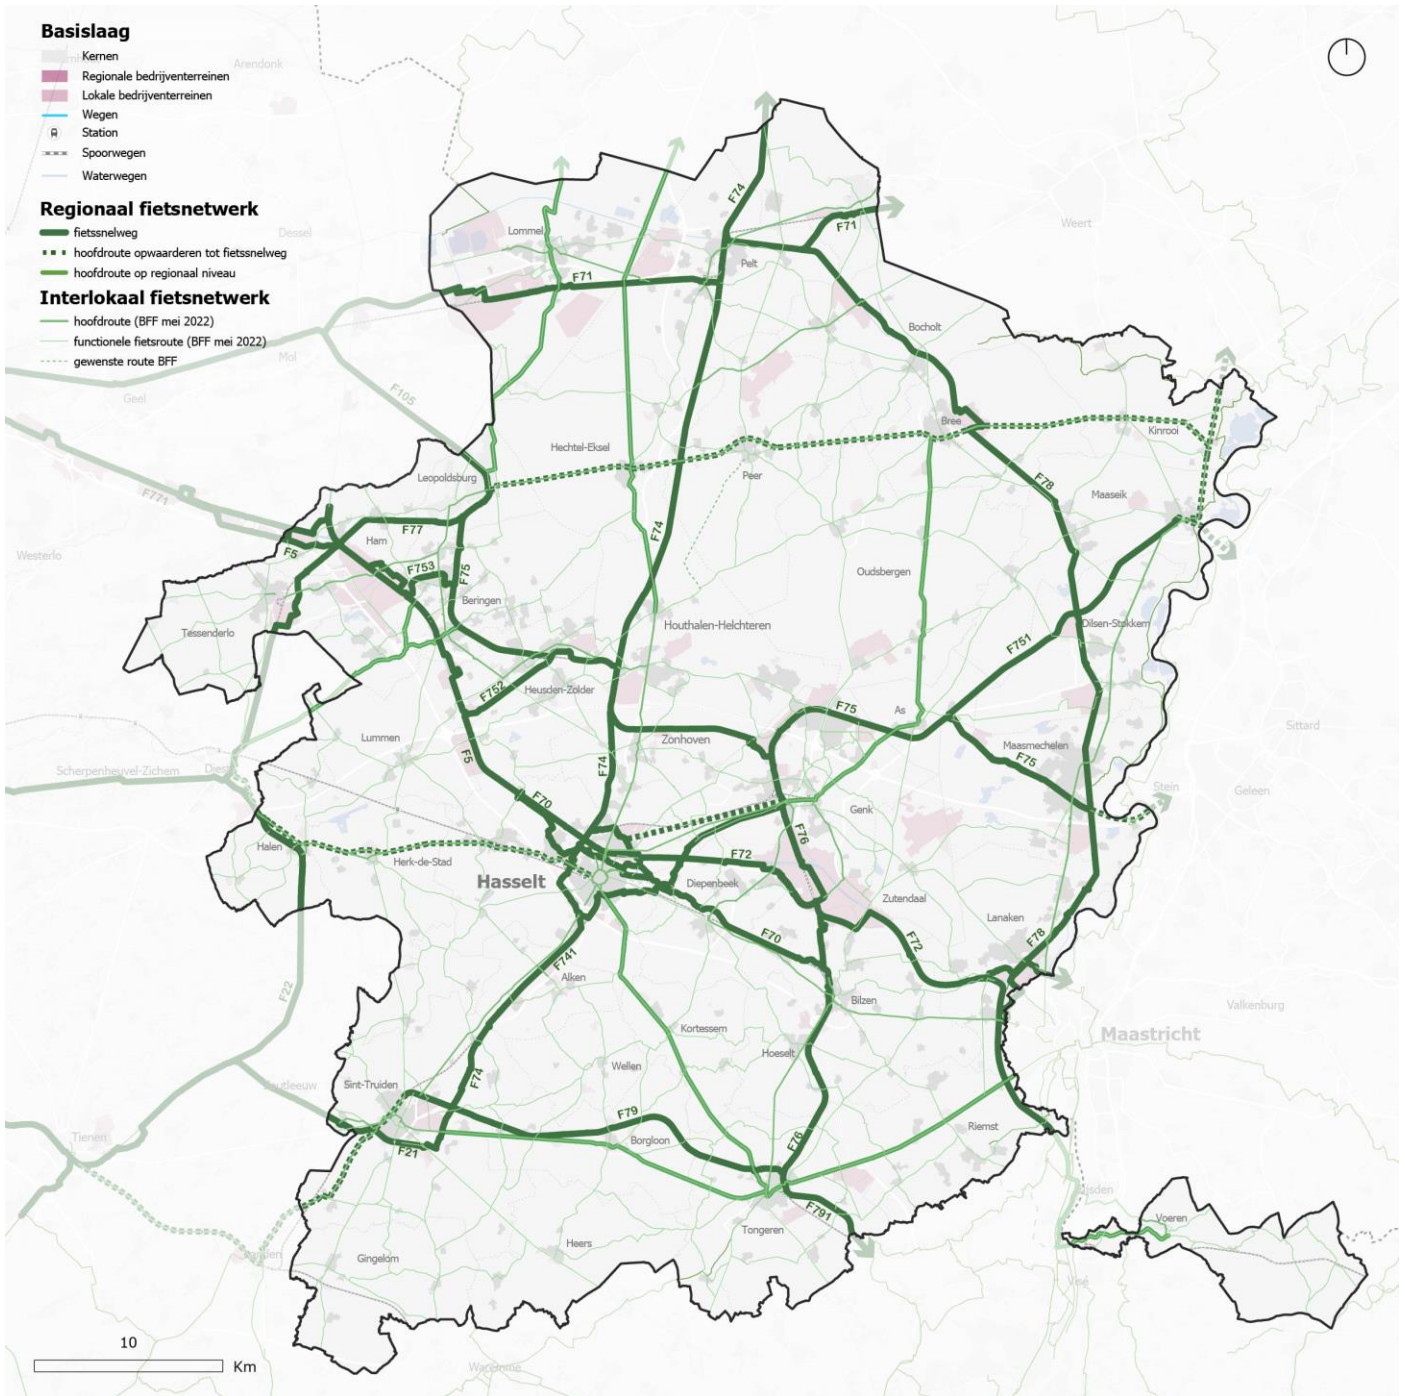 Basislaag
Kernen
Regionale bedrijventerreinen
Lokale bedrijventerreinen
Wegen
Station
Spoorwegen
Waterwegen
Regionaal fietsnetwerk
fietssnelweg
hoofdroute opwaarderen tot fietssnelweg
hoofdroute op regionaal niveau
Interlokaal fietsnetwerk
hoofdroute (BFF mei 2022)
functionele fietsroute (BFF mei 2022)
gewenste route BFF
Arendonk
Dessel
Mol
Geel
Westerlo
Weert
F74
F71
Lommel
Pelt
F71
Bocholt
F105
Bree
Kinrooi
Hechtel-Eksel
Peer
Leopoldsburg
F78
Maaseik
F771
F77
F5
Ham
F74
F753
F75
Oudsbergen
Beringen
Tessenderlo
Houthalen-Helchteren
Dilsen-Stokkem
F751
F752
Heusden-Zolder
F75
As
Sittard
Lummen
Zonhoven
Maasmechelen
F5
F74
F75
Scherpenheuvel-Zichem
Diest
Stein
Geleen
F70
Genk
F76
Halen
Herk-de-Stad
F72
Hasselt
Diepenbeek
Zutendaal
Lanaken
F70
F72
F78
F741
Alken
F22
Bilzen
Valkenburg
Kortessem
Maastricht
Hoeselt
Wellen
Sint-Truiden
F74
F79
Riemst
Borgloon
F76
Tienen
F21
F791
Voeren
Tongeren
Heers
Gingelom
Visé
Waremme
10
Km